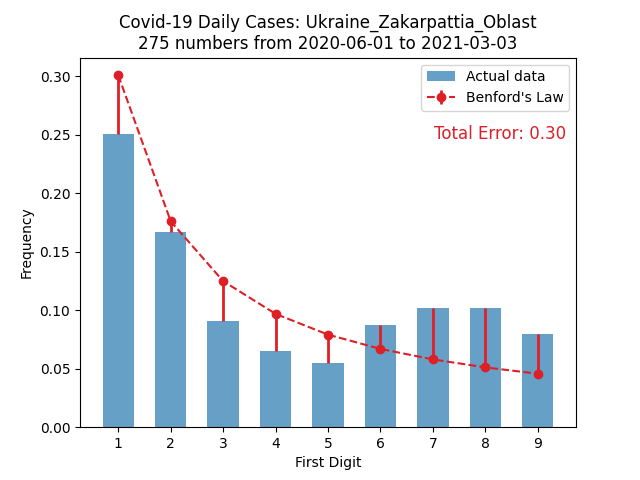 Covid-19 Daily Cases: Ukraine_Zakarpattia_Oblast
275 numbers from 2020-06-01 to 2021-03-03
Actual data
Benford's Law
Total Error: 0.30
Frequency
0.30
0.25
0.20
0.15
0.10
0.05
0.00
1 2 3 4 5 6 7 8 9
First Digit